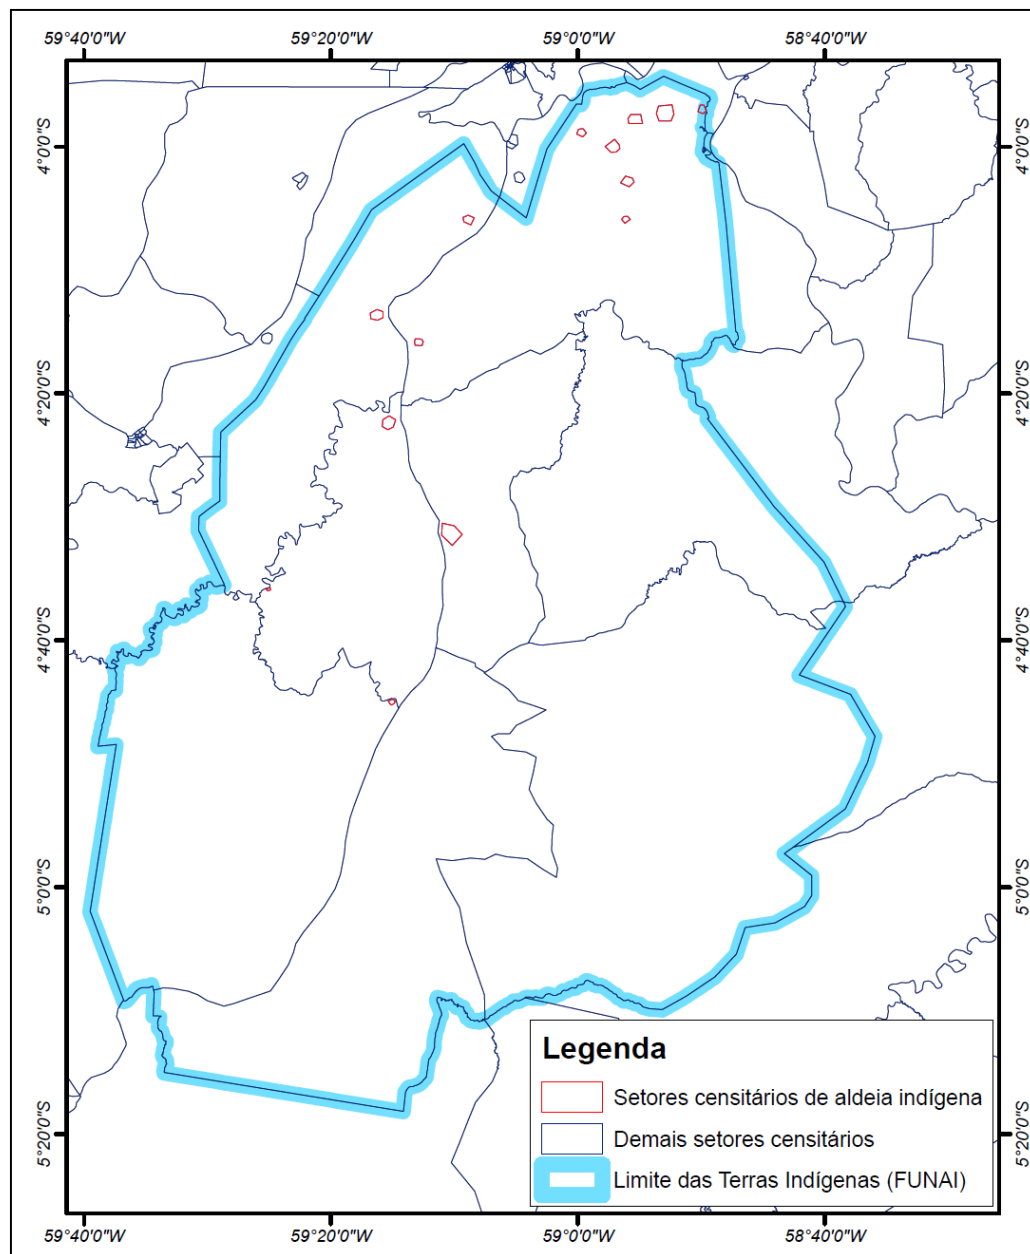 59°40'0"W 59°20'0"W 59°0'0"W 58°40'0"W
4°0'0"S 4°0'0"S
4°20'0"S 4°20'0"S
4°40'0"S 4°40'0"S
5°0'0"S 5°0'0"S
5°20'0"S 5°20'0"S
Legenda
Setores censitários de aldeia indígena
Demais setores censitários
Limite das Terras Indígenas (FUNAI)
59°40'0"W 59°20'0"W 59°0'0"W 58°40'0"W